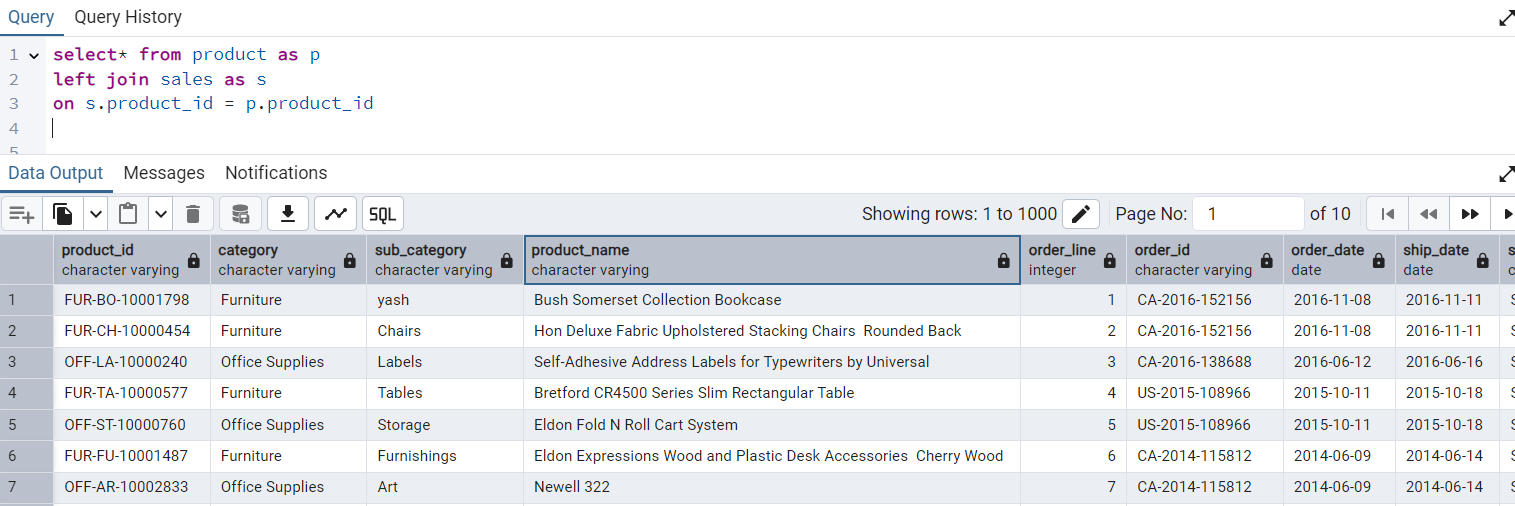 Query Query History
1 select* from product as p
2 left join sales as s
3 on s.product_id = p.product_id
4
5
Data Output Messages Notifications
SQL Showing rows: 1 to 1000 Page No: 1 of 10
product_id category sub_category product_name order_line order_id order_date ship_date s
character varying character varying character varying character varying integer character varying date date c
1 FUR-BO-10001798 Furniture yash Bush Somerset Collection Bookcase 1 CA-2016-152156 2016-11-08 2016-11-11 S
2 FUR-CH-10000454 Furniture Chairs Hon Deluxe Fabric Upholstered Stacking Chairs  Rounded Back 2 CA-2016-152156 2016-11-08 2016-11-11 S
3 OFF-LA-10000240 Office Supplies Labels Self-Adhesive Address Labels for Typewriters by Universal 3 CA-2016-138688 2016-06-12 2016-06-16 S
4 FUR-TA-10000577 Furniture Tables Bretford CR4500 Series Slim Rectangular Table 4 US-2015-108966 2015-10-11 2015-10-18 S
5 OFF-ST-10000760 Office Supplies Storage Eldon Fold N Roll Cart System 5 US-2015-108966 2015-10-11 2015-10-18 S
6 FUR-FU-10001487 Furniture Furnishings Eldon Expressions Wood and Plastic Desk Accessories  Cherry Wood 6 CA-2014-115812 2014-06-09 2014-06-14 S
7 OFF-AR-10002833 Office Supplies Art Newell 322 7 CA-2014-115812 2014-06-09 2014-06-14 S